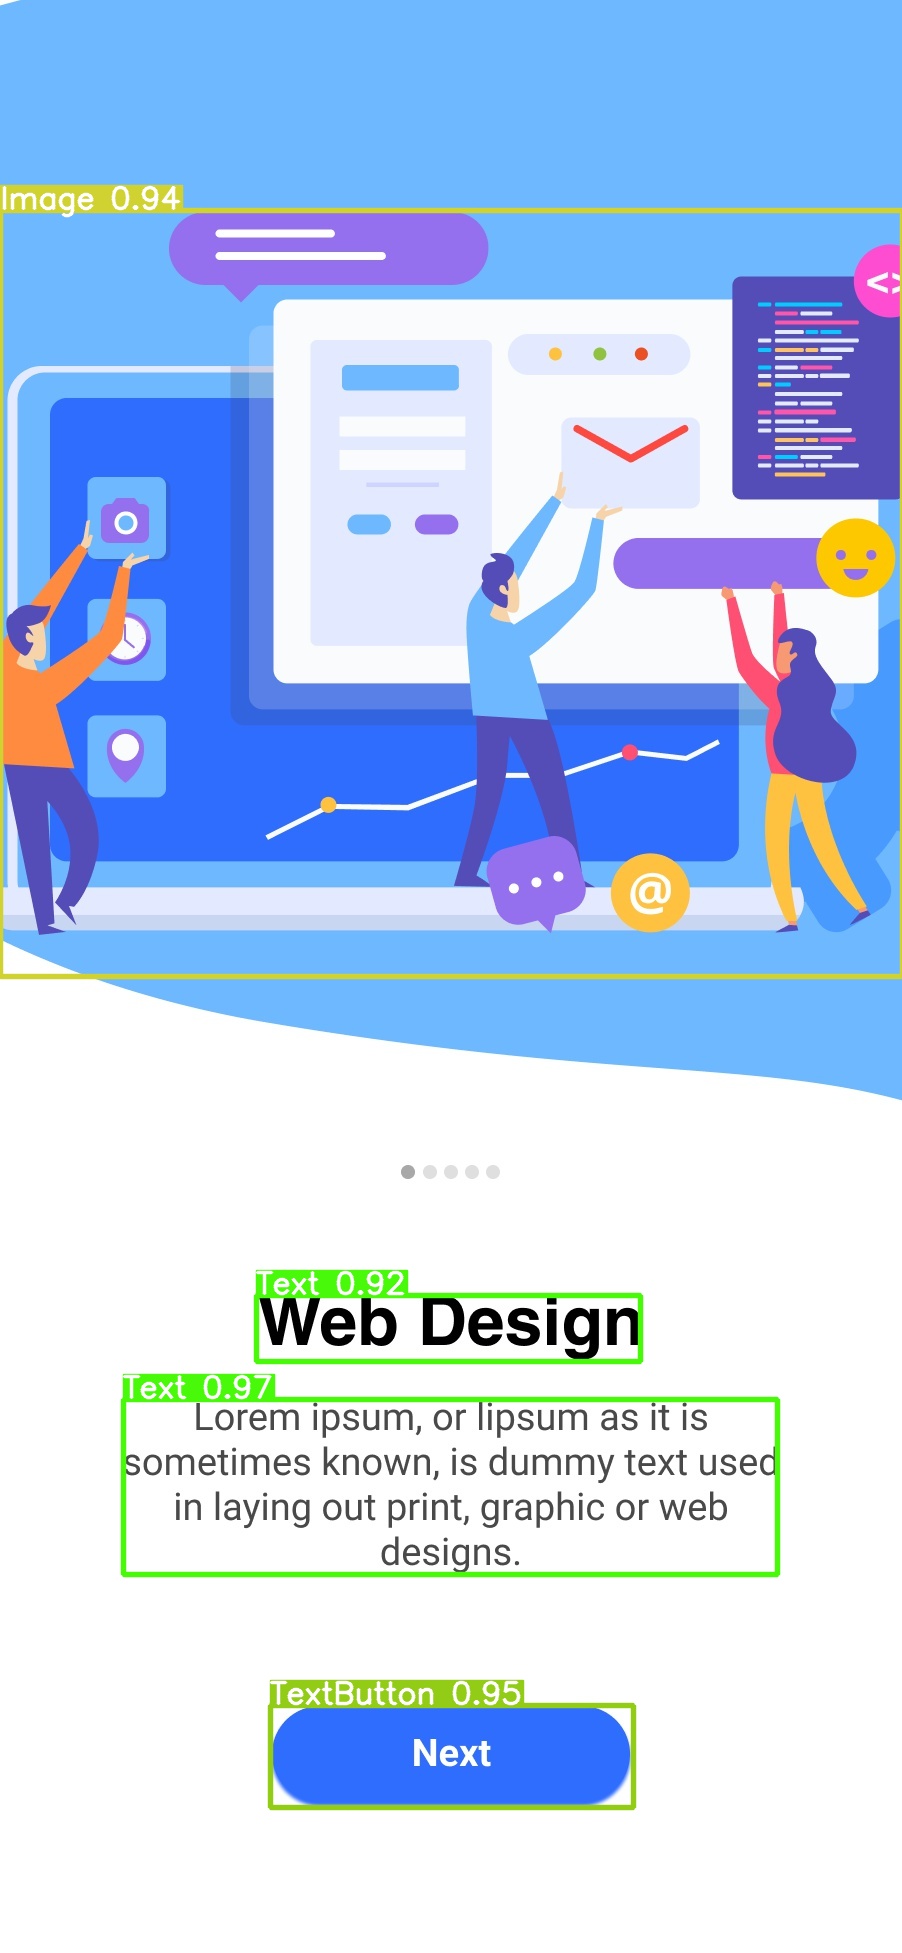 Image 0.94
<>
@
Text 0.92
Web Design
Text 0.97
Lorem ipsum, or lipsum as it is
sometimes known, is dummy text used
in laying out print, graphic or web
designs.
TextButton 0.95
Next